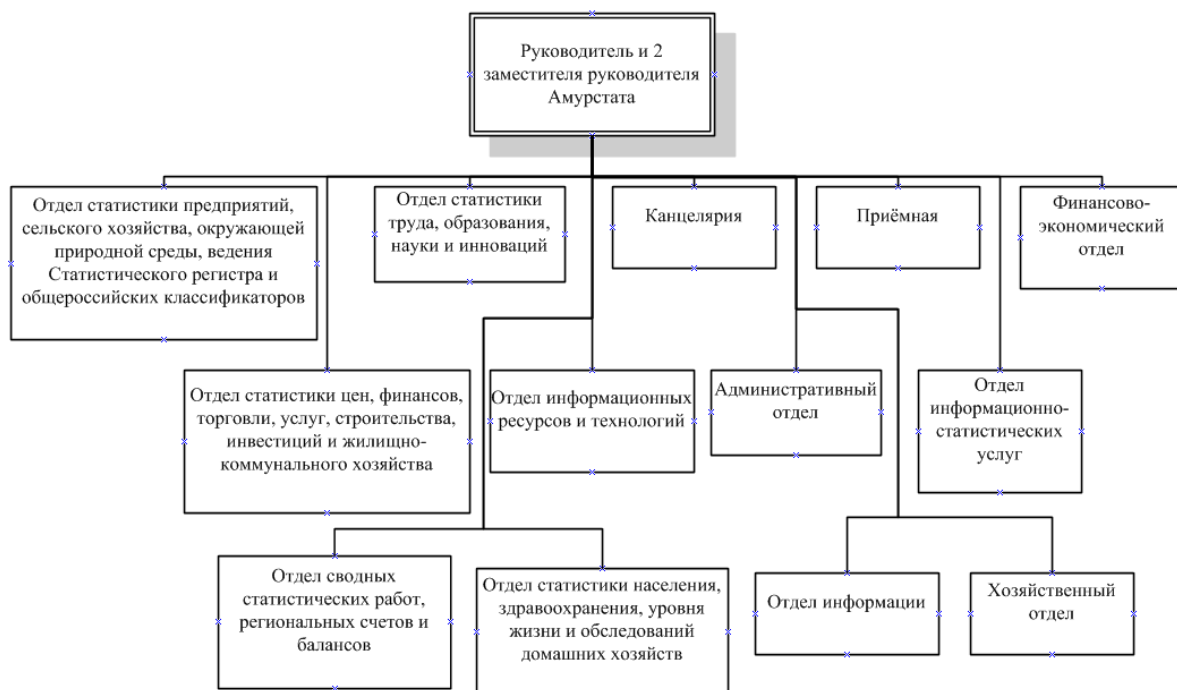 Руководитель и 2
заместителя руководителя
Амурстата
Отдел статистики предприятий,
сельского хозяйства, окружающей
природной среды, ведения
Статистического регистра и
общероссийских классификаторов
Отдел статистики
труда, образования,
науки и инноваций
Канцелярия
Приёмная
Финансово-
экономический
отдел
Отдел статистики цен, финансов,
торговли, услуг, строительства,
инвестиций и жилищно-
коммунального хозяйства
Отдел информационных
ресурсов и технологий
Административный
отдел
Отдел
информационно-
статистических
услуг
Отдел сводных
статистических работ,
региональных счетов и
балансов
Отдел статистики населения,
здравоохранения, уровня
жизни и обследований
домашних хозяйств
Отдел информации
Хозяйственный
отдел